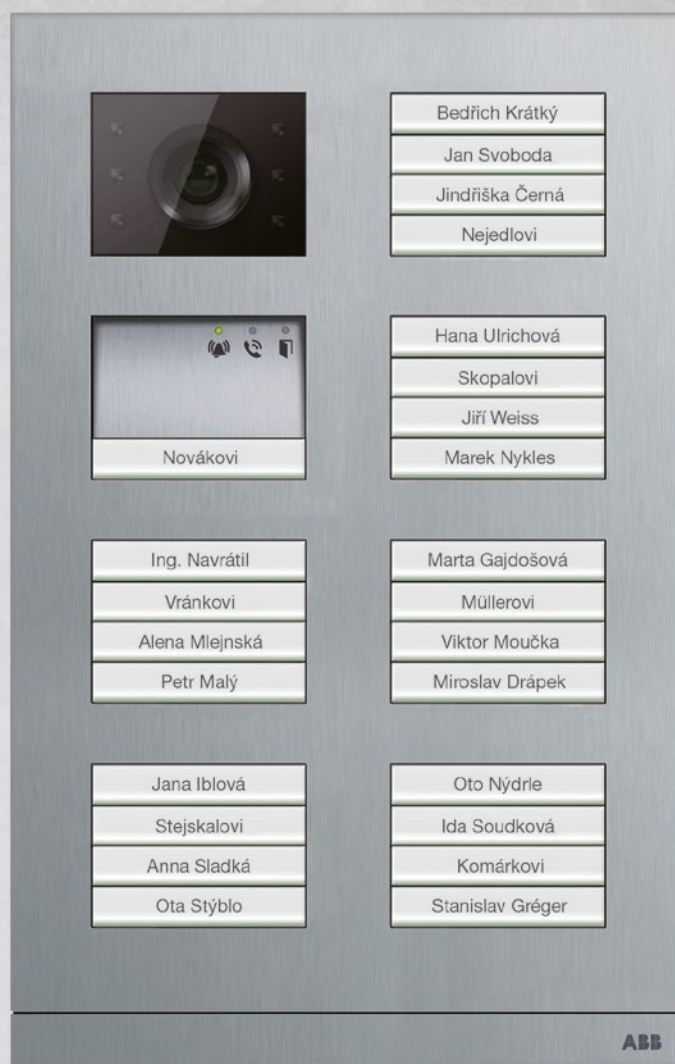 Bedřich Krátký
Jan Svoboda
Jindřiška Černá
Nejedlovi
Novákovi
Hana Ulrichová
Skopalovi
Jiří Weiss
Marek Nykles
Ing. Navrátil
Vránkovi
Alena Mlejnská
Petr Malý
Marta Gajdošová
Müllerovi
Viktor Moučka
Miroslav Drápek
Jana Iblová
Stejskalovi
Anna Sladká
Ota Stýblo
Oto Nýdrle
Ida Soudková
Komárkovi
Stanislav Gréger
ABB